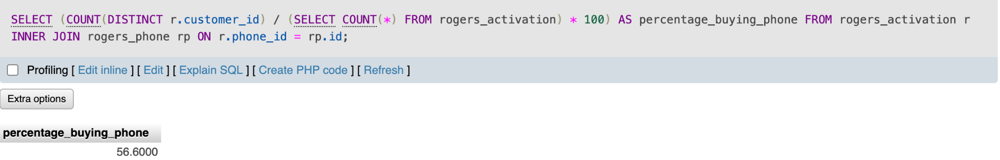 SELECT (COUNT(DISTINCT r.customer_id) / (SELECT COUNT(*) FROM rogers_activation) * 100) AS percentage_buying_phone FROM rogers_activation r
INNER JOIN rogers_phone rp ON r.phone_id = rp.id;
Profiling [ Edit inline ] [ Edit ] [ Explain SQL ] [ Create PHP code ] [ Refresh ]
Extra options
percentage_buying_phone
56.6000